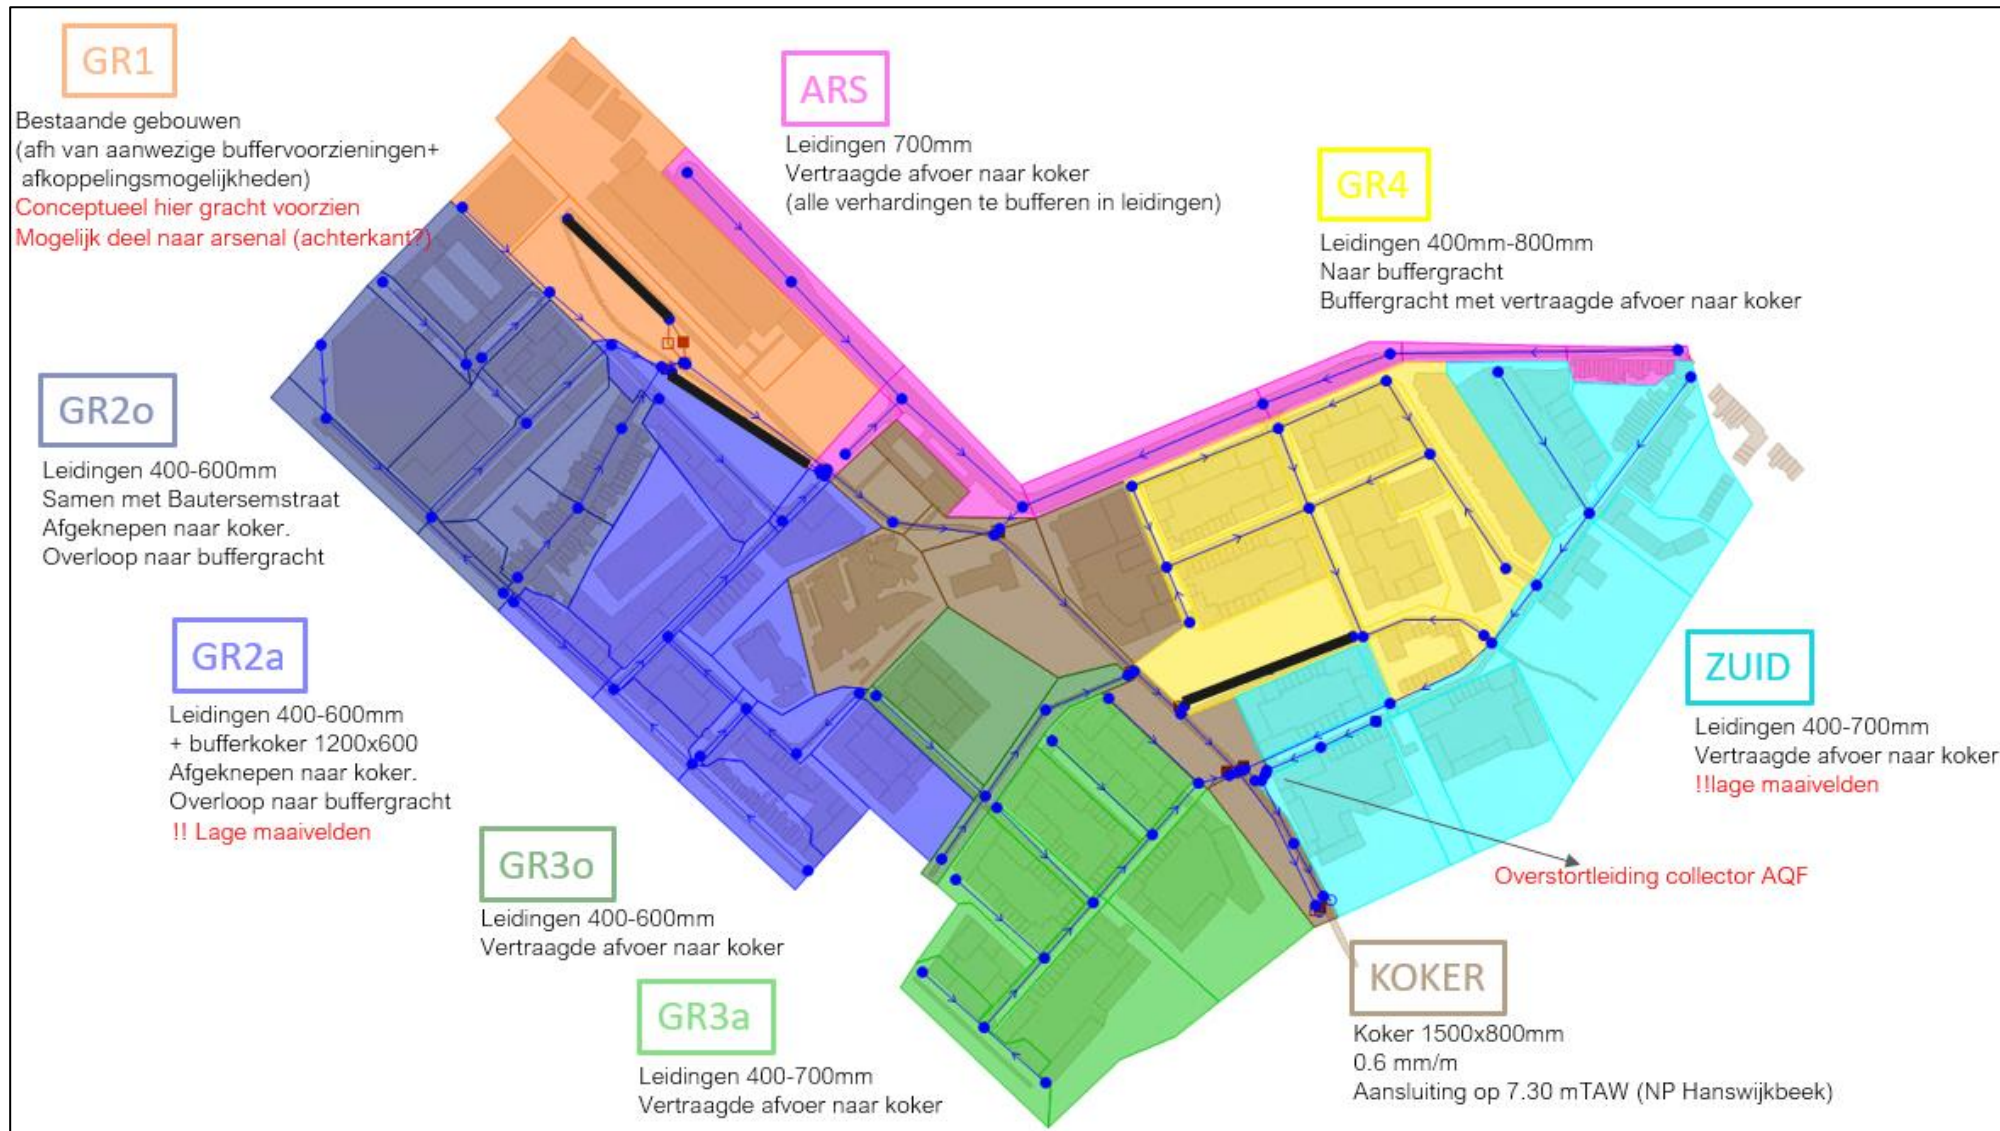 GR1
Bestaande gebouwen
(afh van aanwezige buffervoorzieningen+
afkoppelingsmogelijkheden)
Conceptueel hier gracht voorzien
Mogelijk deel naar arsenal (achterkant?)
ARS
Leidingen 700mm
Vertraagde afvoer naar koker
(alle verhardingen te bufferen in leidingen)
GR4
Leidingen 400mm-800mm
Naar buffergracht
Buffergracht met vertraagde afvoer naar koker
GR2o
Leidingen 400-600mm
Samen met Bautersemstraat
Afgeknepen naar koker.
Overloop naar buffergracht
GR2a
Leidingen 400-600mm
+ bufferkoker 1200x600
Afgeknepen naar koker.
Overloop naar buffergracht
!! Lage maaivelden
ZUID
Leidingen 400-700mm
Vertraagde afvoer naar koker
!!lage maaivelden
Overstortleiding collector AQF
GR3o
Leidingen 400-600mm
Vertraagde afvoer naar koker
GR3a
Leidingen 400-700mm
Vertraagde afvoer naar koker
KOKER
Koker 1500x800mm
0.6 mm/m
Aansluiting op 7.30 mTAW (NP Hanswijkbeek)